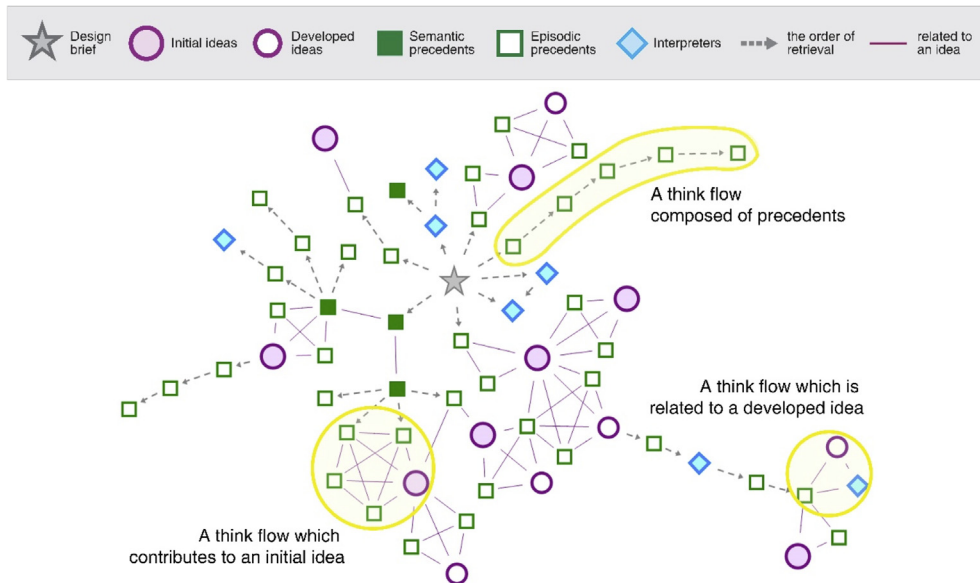 Design
brief
Initial ideas
Developed
ideas
Semantic
precedents
Episodic
precedents
Interpreters
the order of
retrieval
related to
an idea
A think flow
composed of precedents
A think flow which is
related to a developed idea
A think flow which
contributes to an initial idea